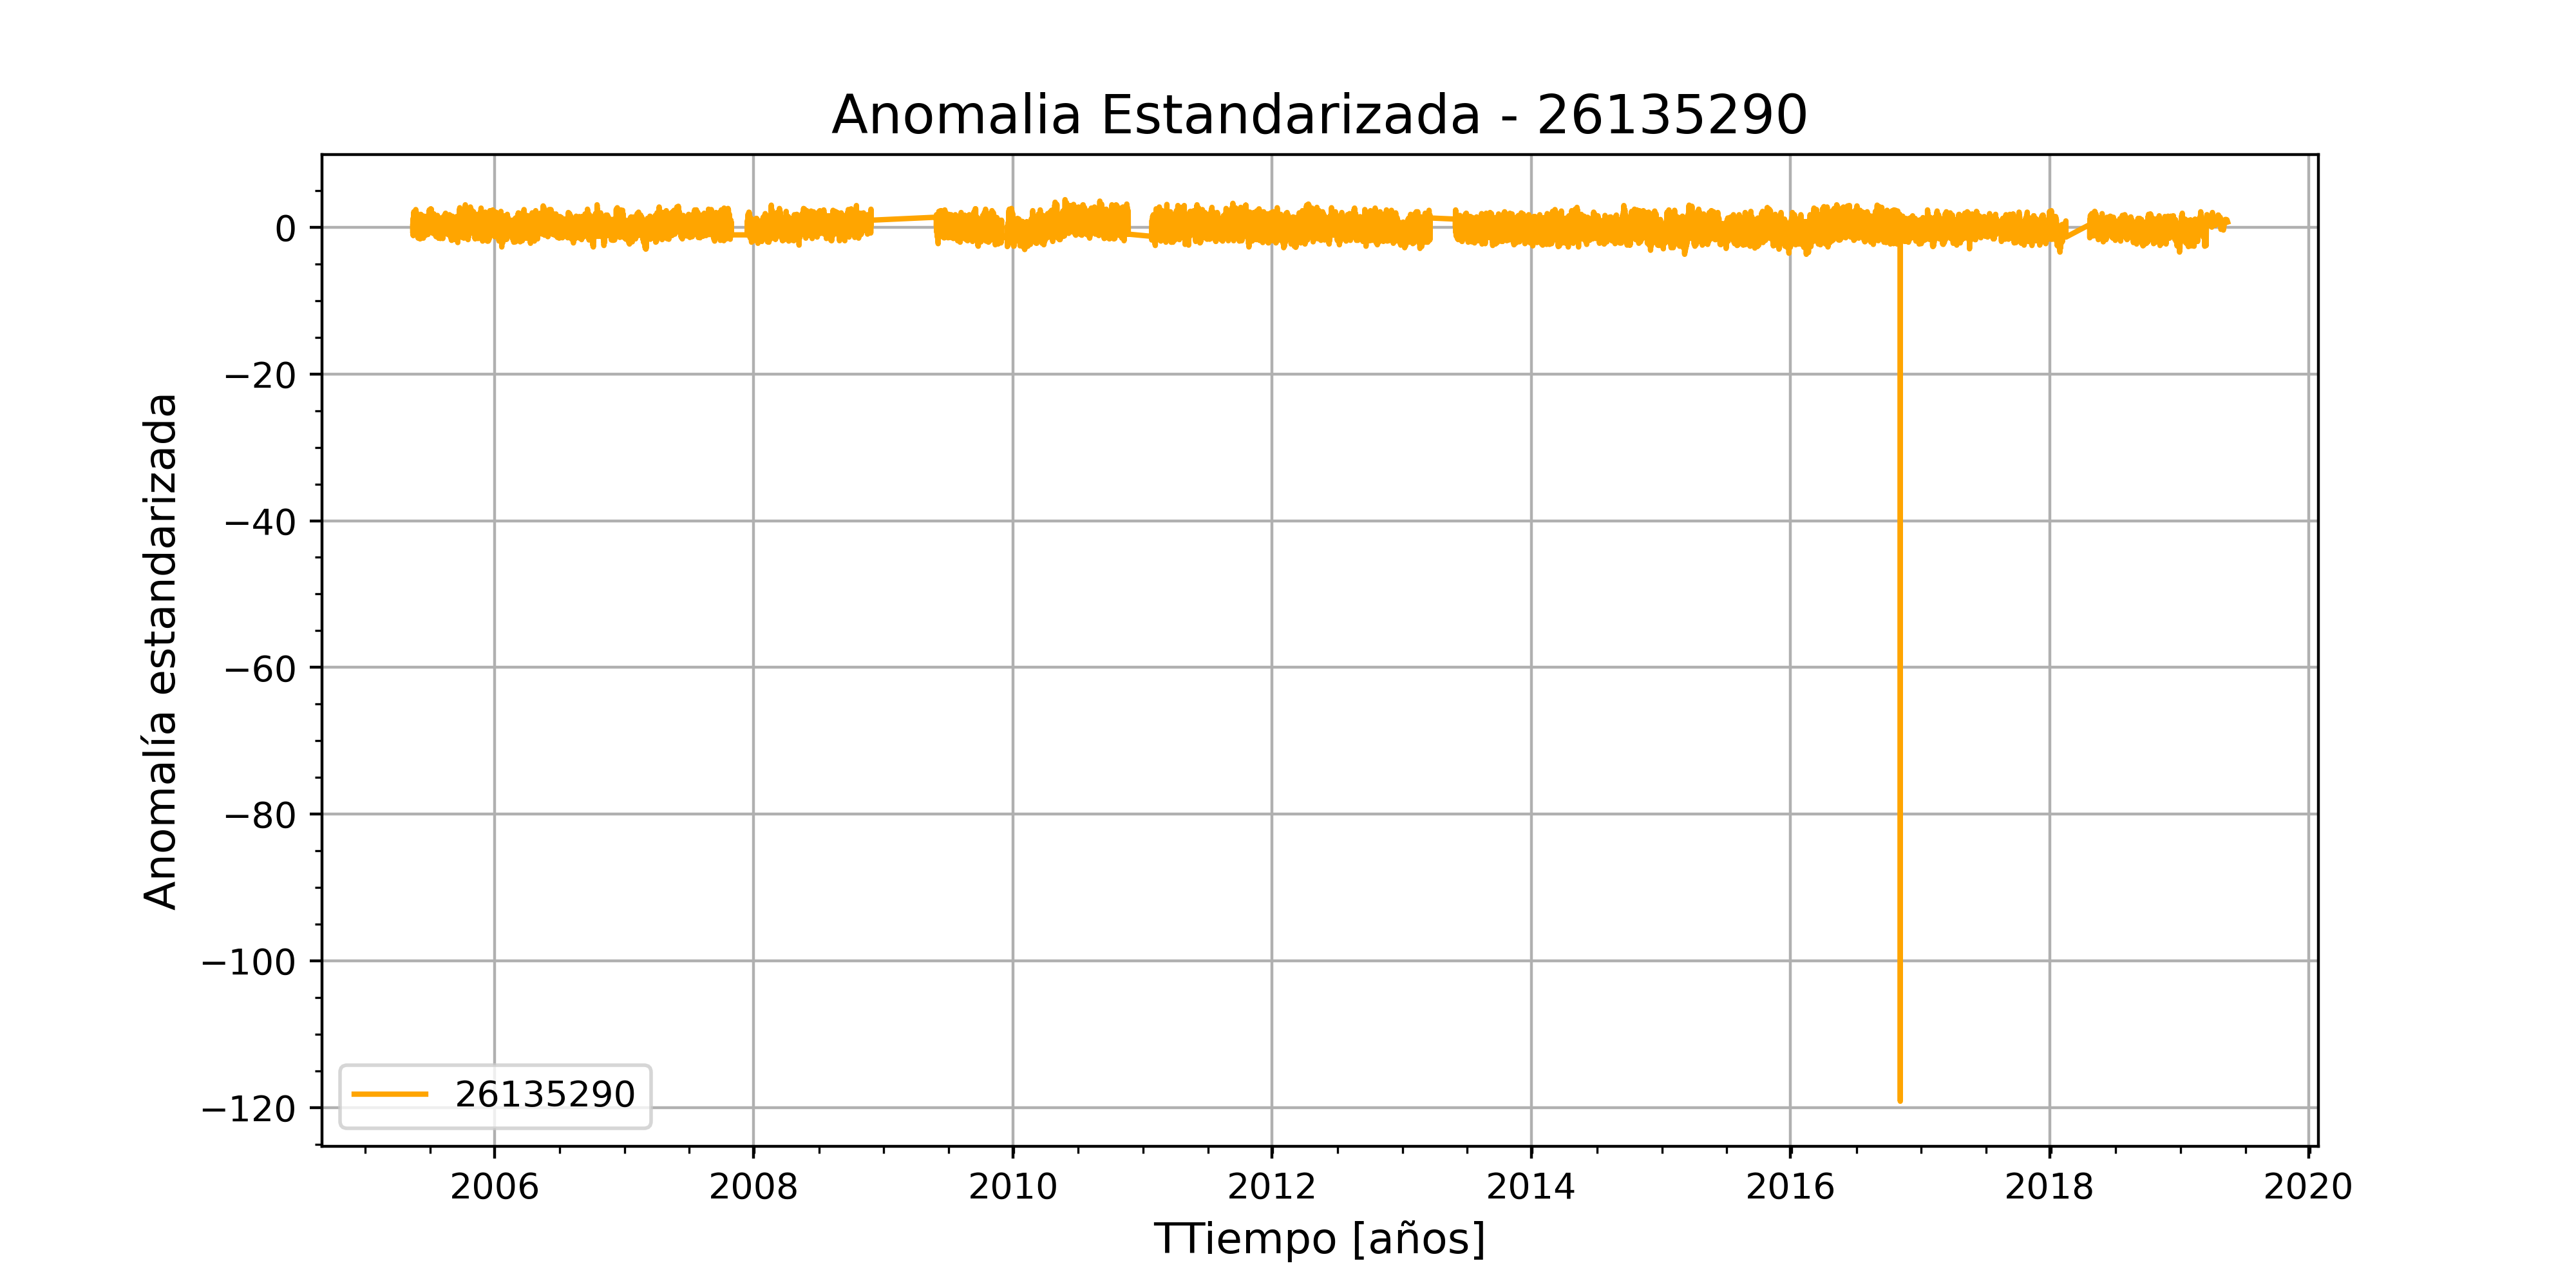 Anomalia Estandarizada - 26135290
Anomalía estandarizada
0
−20
−40
−60
−80
−100
−120
26135290
2006 2008 2010 2012 2014 2016 2018 2020
TTiempo [años]